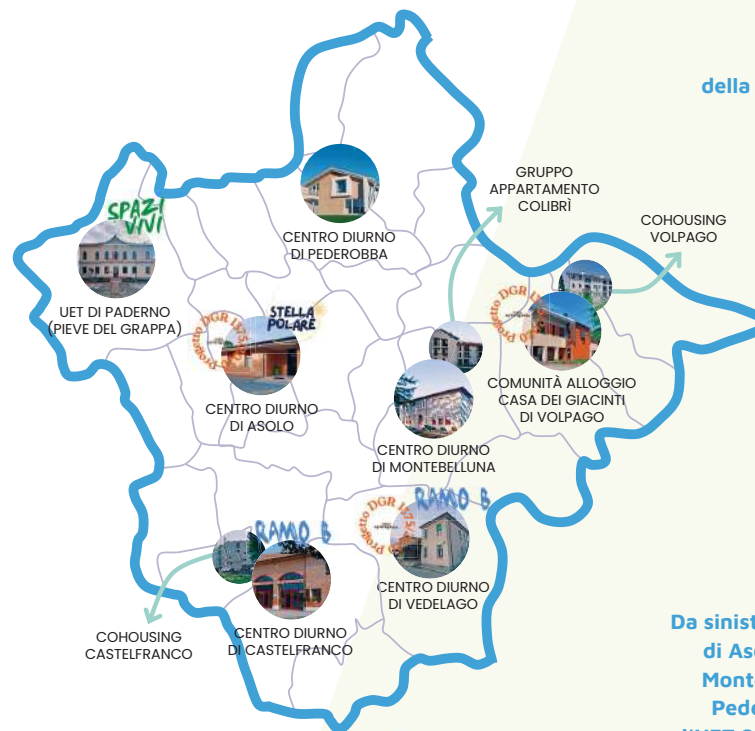 della
GRUPPO
APPARTAMENTO
COLIBRÌ
COHOUSING
VOLPAGO
SPAZI
VIVI
CENTRO DIURNO
DI PEDEROBBA
UET DI PADERNO
(PIEVE DEL GRAPPA)
STELLA
POLARE
progetto DGR 1375/
CENTRO DIURNO
DI ASOLO
progetto DGR
COMUNITÀ ALLOGGIO
CASA DEI GIACINTI
DI VOLPAGO
CENTRO DIURNO
DI MONTEBELLUNA
RAMO B
progetto DGR 1375/
CENTRO DIURNO
DI VEDELAGO
RAMO B
CENTRO DIURNO
DI CASTELFRANCO
COHOUSING
CASTELFRANCO
Da sinist
di Aso
Monte
Pede